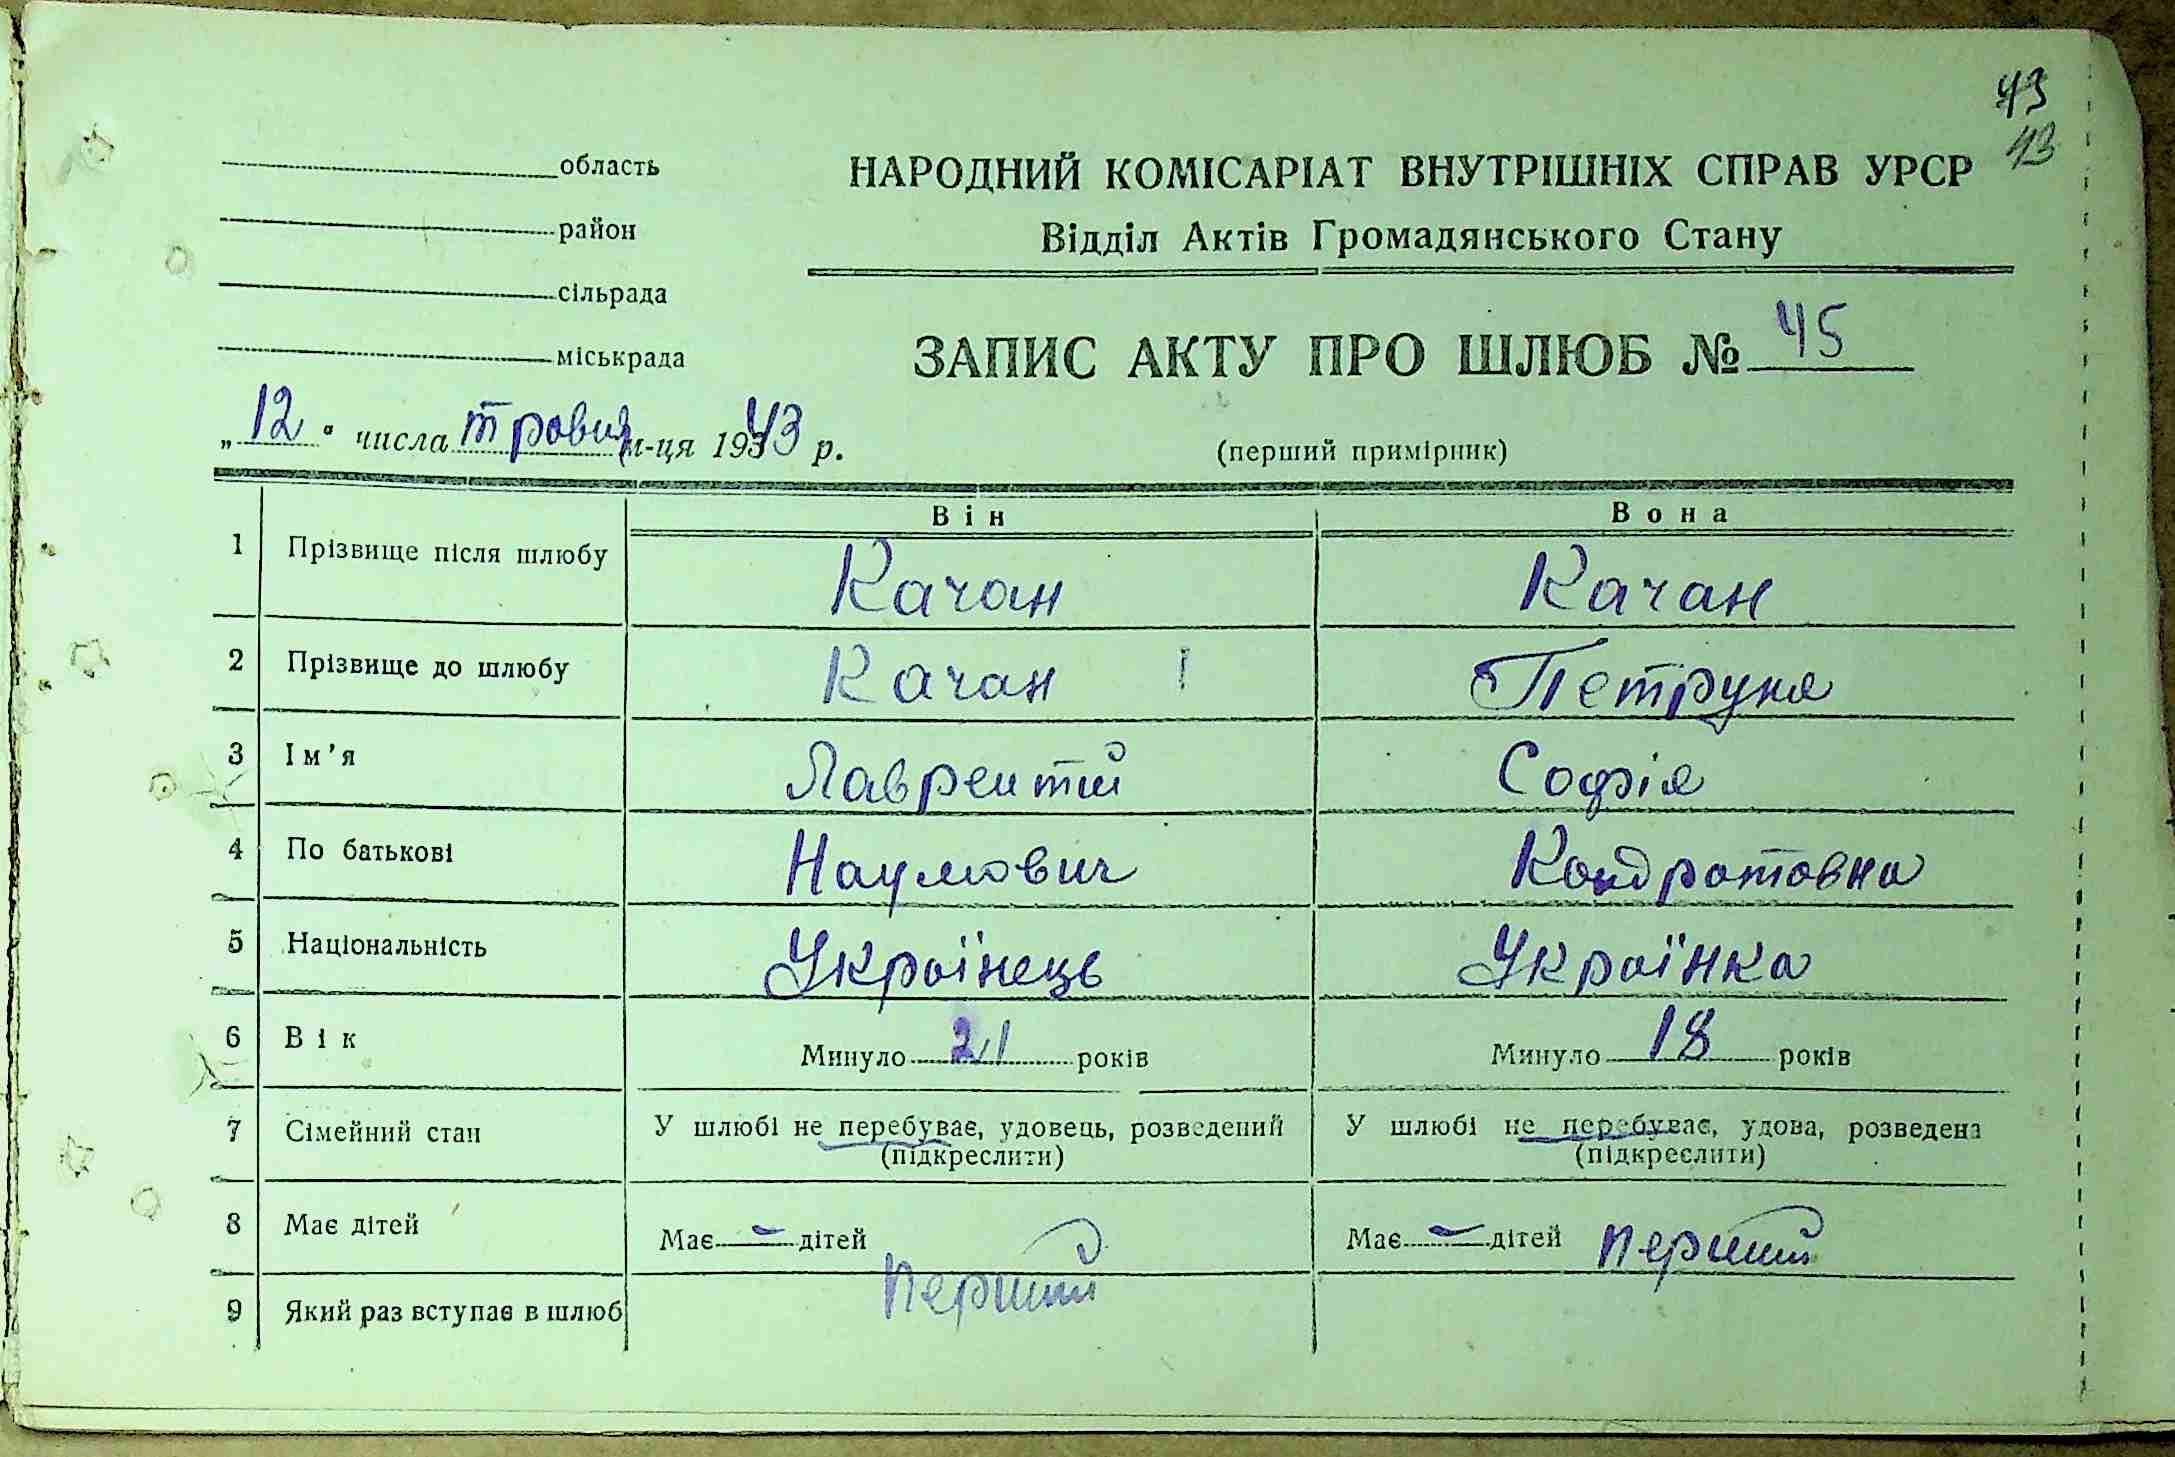 43
43
область
район
сільрада
міськрада
НАРОДНИЙ КОМІСАРІАТ ВНУТРІШНІХ СПРАВ УРСР
Відділ Актів Громадянського Стану
ЗАПИС АКТУ ПРО ШЛЮБ № 45
„12“ числа травня м-ця 1943 р.
(перший примірник)
Він Вона
1 Прізвище після шлюбу Качан Качан
2 Прізвище до шлюбу Качан Петруня
3 Ім’я Лаврентій Софія
4 По батькові Наумович Кондратовна
5 Національність Українець Українка
6 Вік Минуло 21 років Минуло 18 років
7 Сімейний стан У шлюбі не перебуває, удовець, розведений У шлюбі не перебуває, удова, розведена
(підкреслити) (підкреслити)
8 Має дітей Має - дітей Має - дітей перший
9 Який раз вступає в шлюб перший